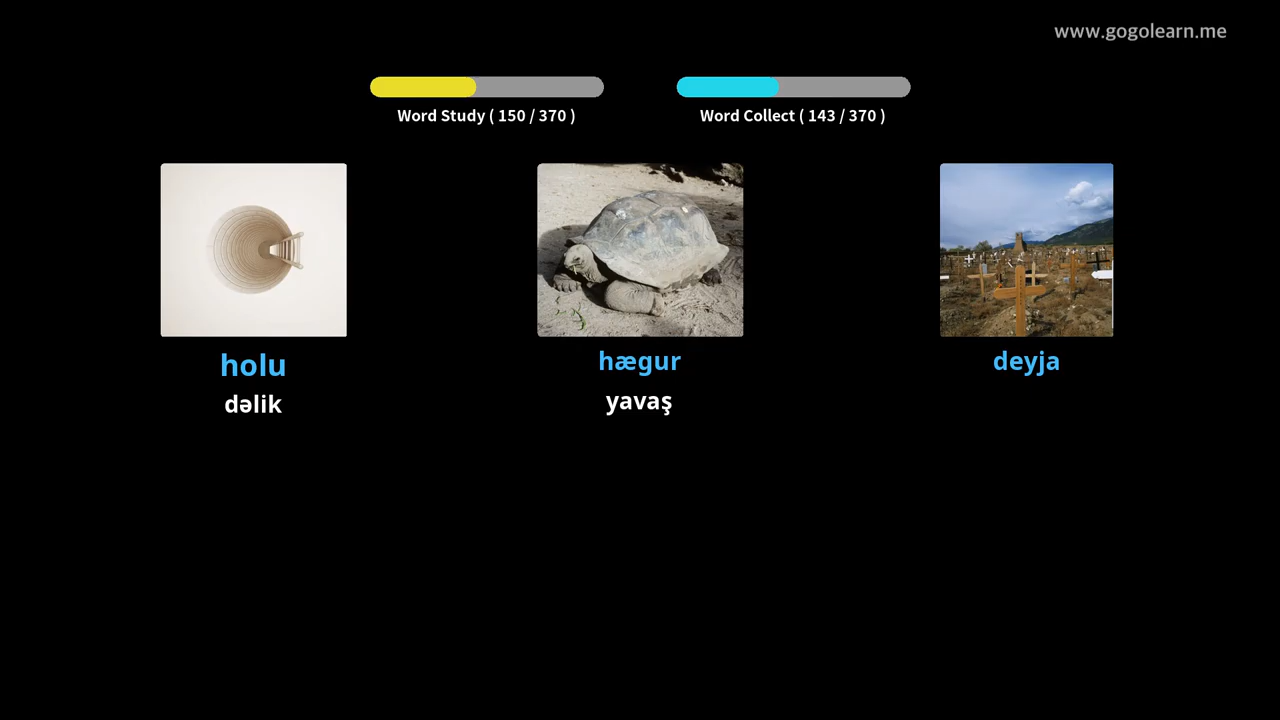 www.gogolearn.me
Word Study ( 150 / 370 )
Word Collect ( 143 / 370 )
holu
dəlik
hægur
yavaş
deyja